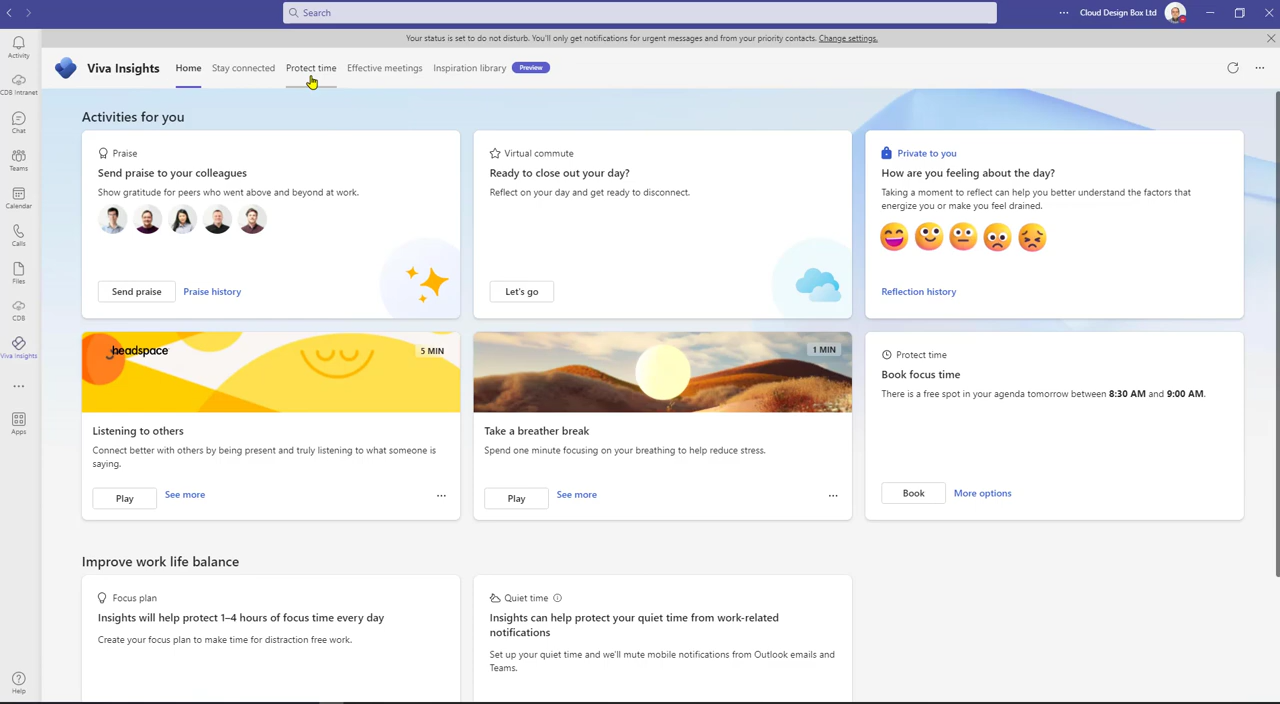 Search
Cloud Design Box Ltd
Your status is set to do not disturb. You'll only get notifications for urgent messages and from your priority contacts. Change settings.
Activity
CDB Intranet
Chat
Teams
Calendar
Calls
Files
CDB
Viva Insights
Apps
Help
Viva Insights
Home
Stay connected
Protect time
Effective meetings
Inspiration library
Preview
Activities for you
Praise
Send praise to your colleagues
Show gratitude for peers who went above and beyond at work.
Send praise
Praise history
Virtual commute
Ready to close out your day?
Reflect on your day and get ready to disconnect.
Let's go
Private to you
How are you feeling about the day?
Taking a moment to reflect can help you better understand the factors that
energize you or make you feel drained.
Reflection history
headspace
5 MIN
Listening to others
Connect better with others by being present and truly listening to what someone is
saying.
Play
See more
1 MIN
Take a breather break
Spend one minute focusing on your breathing to help reduce stress.
Play
See more
Protect time
Book focus time
There is a free spot in your agenda tomorrow between 8:30 AM and 9:00 AM.
Book
More options
Improve work life balance
Focus plan
Insights will help protect 1–4 hours of focus time every day
Create your focus plan to make time for distraction free work.
Quiet time
Insights can help protect your quiet time from work-related
notifications
Set up your quiet time and we'll mute mobile notifications from Outlook emails and
Teams.